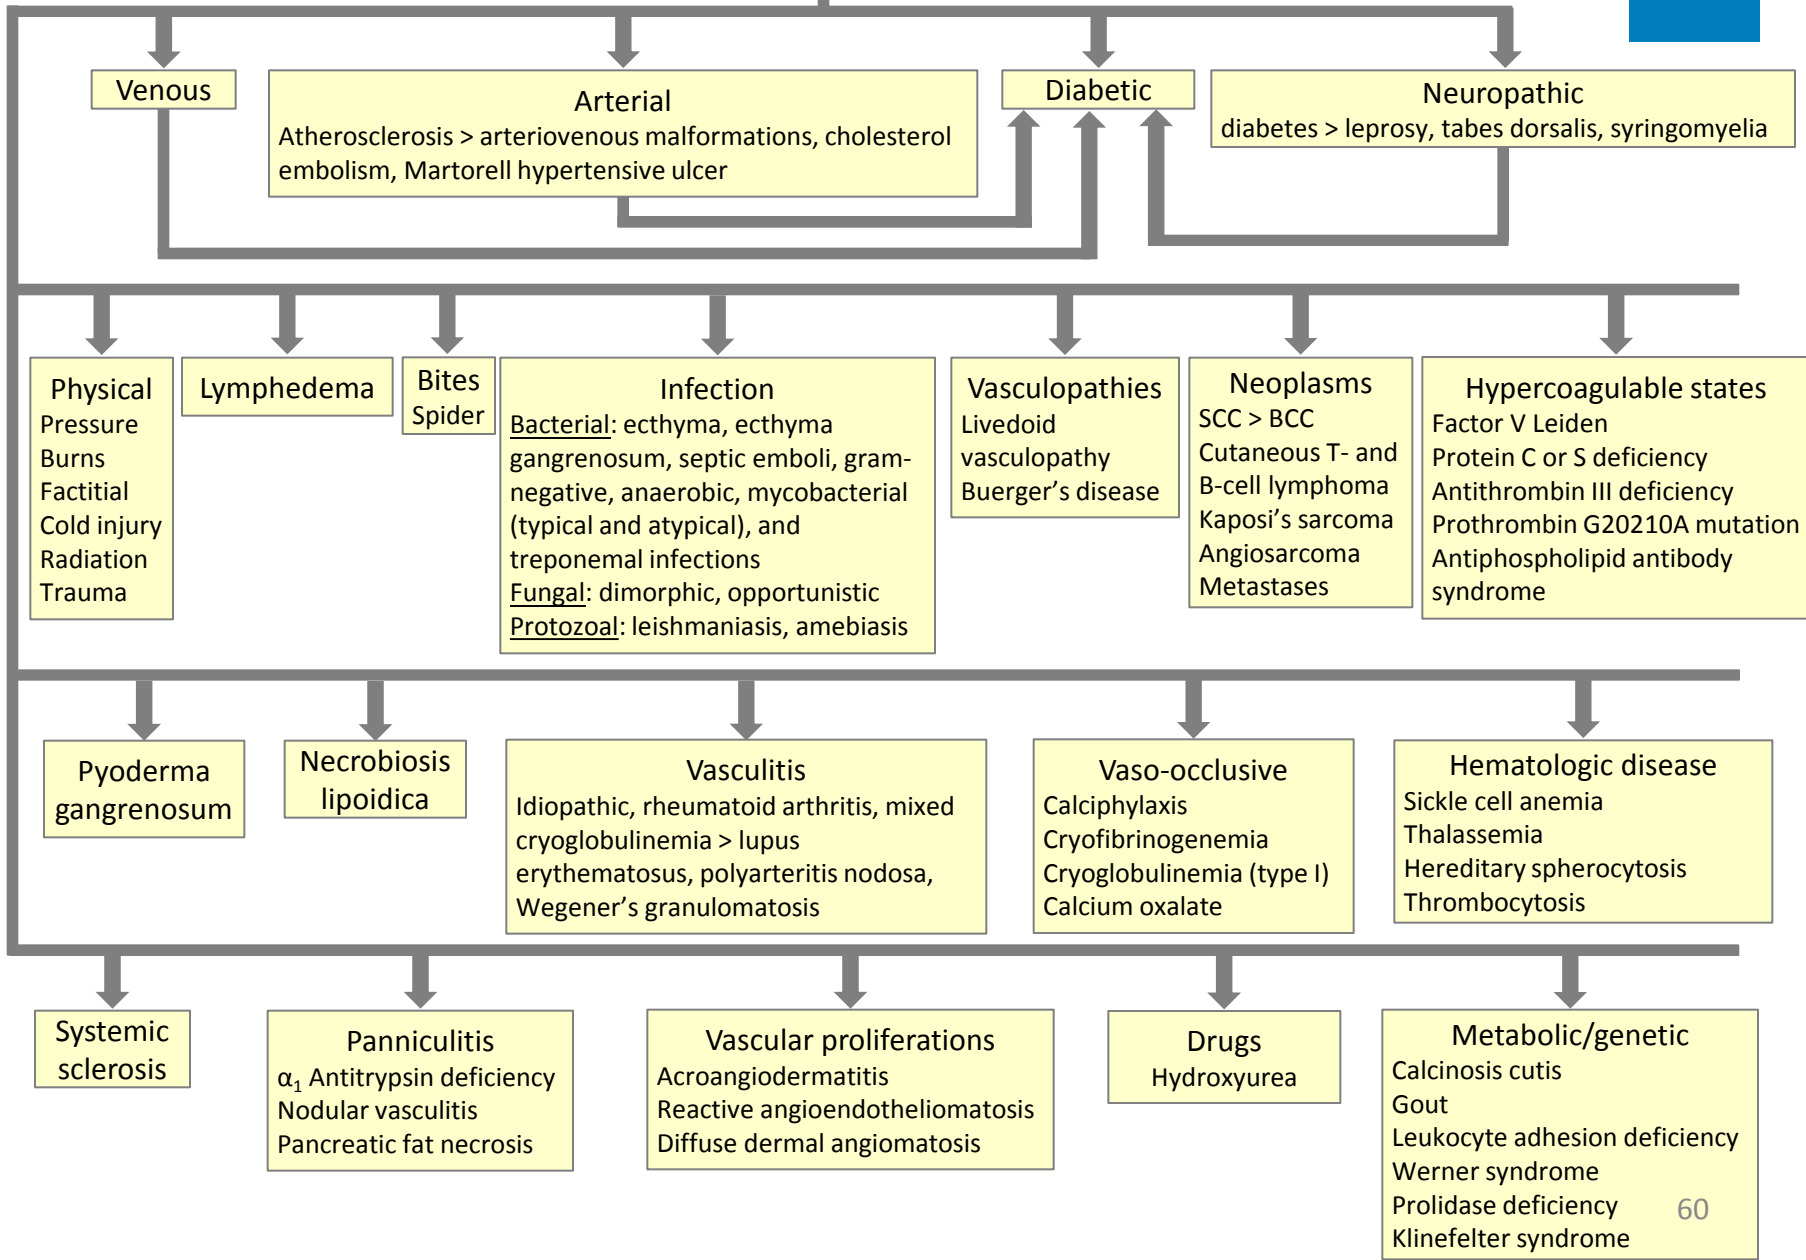 Venous
Arterial
Atherosclerosis > arteriovenous malformations, cholesterol
embolism, Martorell hypertensive ulcer
Diabetic
Neuropathic
diabetes > leprosy, tabes dorsalis, syringomyelia
Physical
Pressure
Burns
Factitial
Cold injury
Radiation
Trauma
Lymphedema
Bites
Spider
Infection
Bacterial: ecthyma, ecthyma
gangrenosum, septic emboli, gram-
negative, anaerobic, mycobacterial
(typical and atypical), and
treponemal infections
Fungal: dimorphic, opportunistic
Protozoal: leishmaniasis, amebiasis
Vasculopathies
Livedoid
vasculopathy
Buerger’s disease
Neoplasms
SCC > BCC
Cutaneous T- and
B-cell lymphoma
Kaposi’s sarcoma
Angiosarcoma
Metastases
Hypercoagulable states
Factor V Leiden
Protein C or S deficiency
Antithrombin III deficiency
Prothrombin G20210A mutation
Antiphospholipid antibody
syndrome
Pyoderma
gangrenosum
Necrobiosis
lipoidica
Vasculitis
Idiopathic, rheumatoid arthritis, mixed
cryoglobulinemia > lupus
erythematosus, polyarteritis nodosa,
Wegener’s granulomatosis
Vaso-occlusive
Calciphylaxis
Cryofibrinogenemia
Cryoglobulinemia (type I)
Calcium oxalate
Hematologic disease
Sickle cell anemia
Thalassemia
Hereditary spherocytosis
Thrombocytosis
Systemic
sclerosis
Panniculitis
α₁ Antitrypsin deficiency
Nodular vasculitis
Pancreatic fat necrosis
Vascular proliferations
Acroangiodermatitis
Reactive angioendotheliomatosis
Diffuse dermal angiomatosis
Drugs
Hydroxyurea
Metabolic/genetic
Calcinosis cutis
Gout
Leukocyte adhesion deficiency
Werner syndrome
Prolidase deficiency
Klinefelter syndrome
60